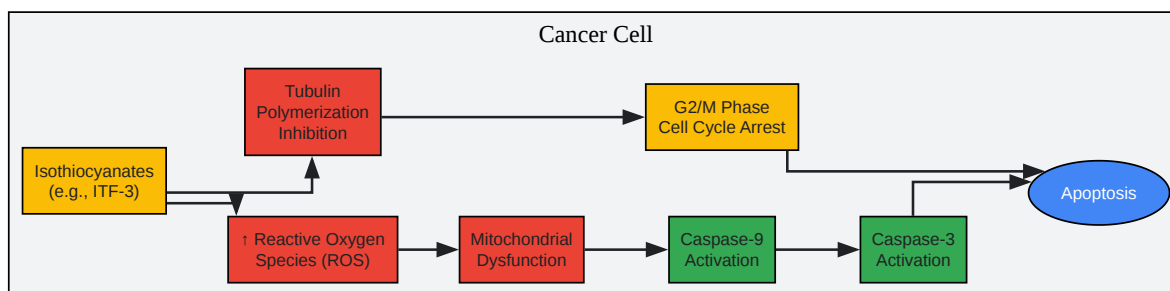 Cancer Cell
Tubulin
Polymerization
Inhibition
G2/M Phase
Cell Cycle Arrest
Isothiocyanates
(e.g., ITF-3)
Apoptosis
↑ Reactive Oxygen
Species (ROS)
Mitochondrial
Dysfunction
Caspase-9
Activation
Caspase-3
Activation